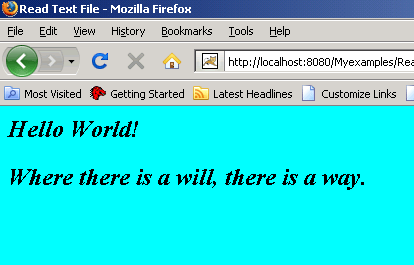 Read Text File - Mozilla Firefox
File Edit View History Bookmarks Tools Help
http://localhost:8080/Myexamples/Rea
Most Visited Getting Started Latest Headlines Customize Links
Hello World!
Where there is a will, there is a way.